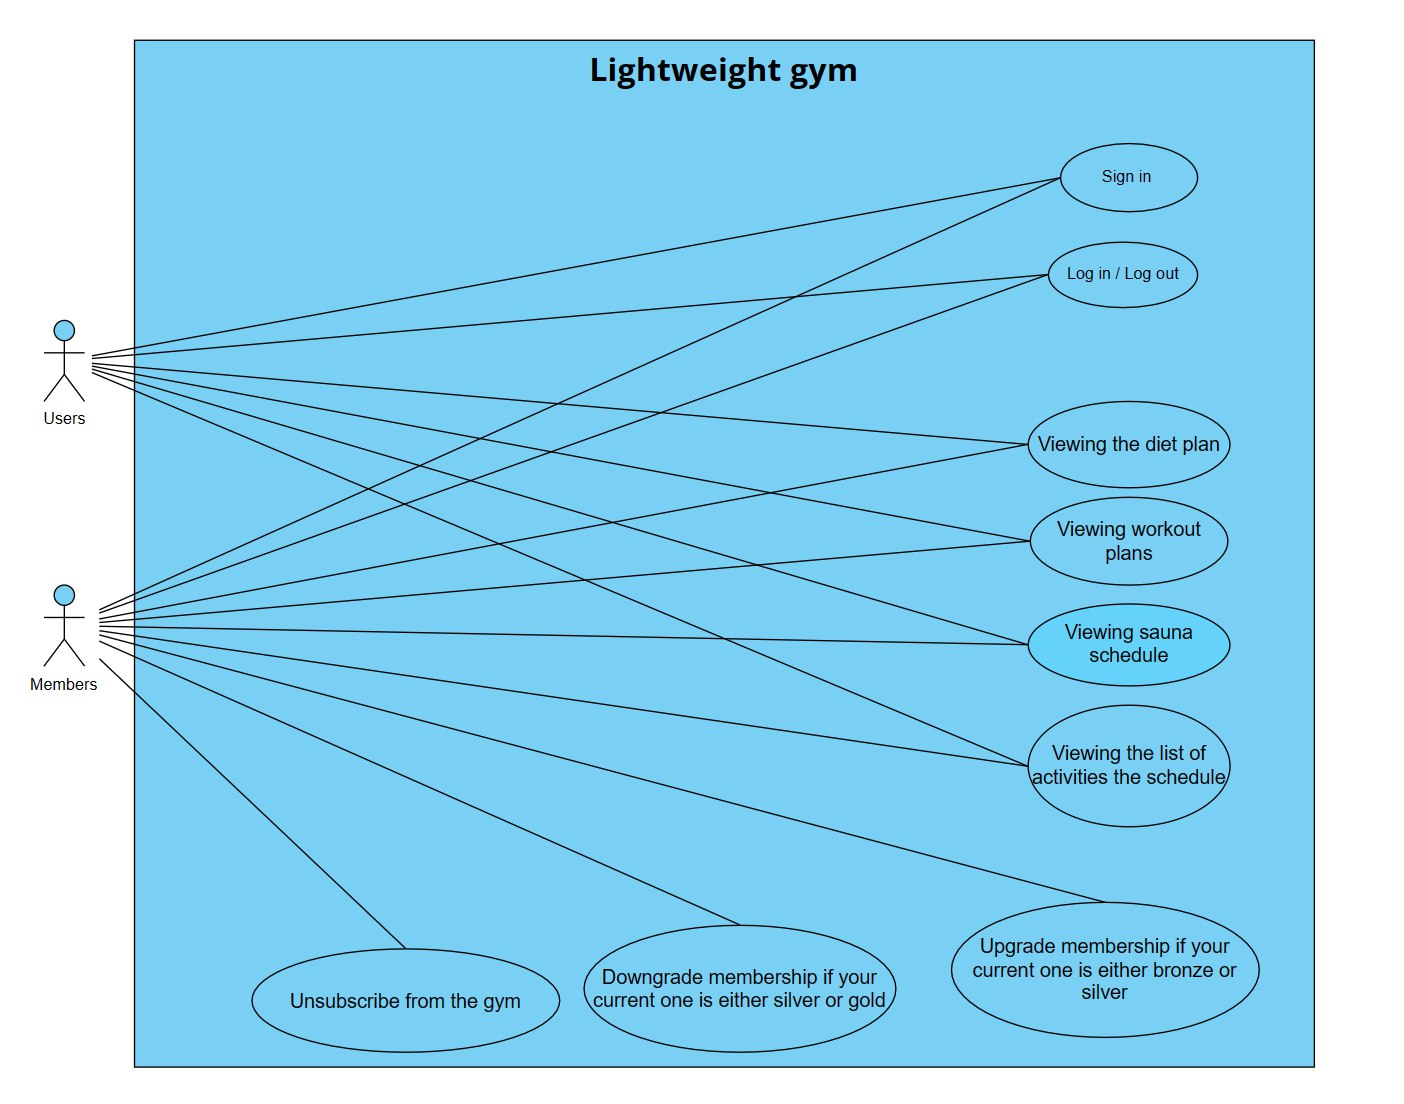 Lightweight gym
Sign in
Log in / Log out
Users
Viewing the diet plan
Viewing workout
plans
Viewing sauna
schedule
Members
Viewing the list of
activities the schedule
Upgrade membership if your
current one is either bronze or
silver
Downgrade membership if your
current one is either silver or gold
Unsubscribe from the gym